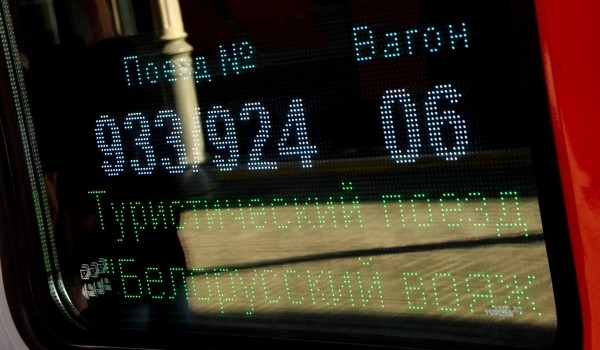 Поезд № Вагон
933/924 06
Туристический поезд
"Белорусский вояж